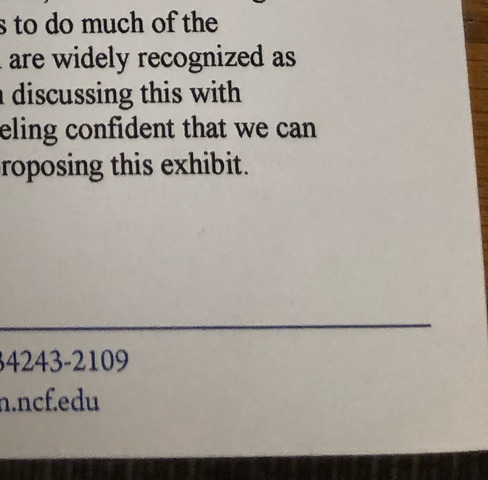 s to do much of the
are widely recognized as
discussing this with
eling confident that we can
roposing this exhibit.
34243-2109
n.ncf.edu